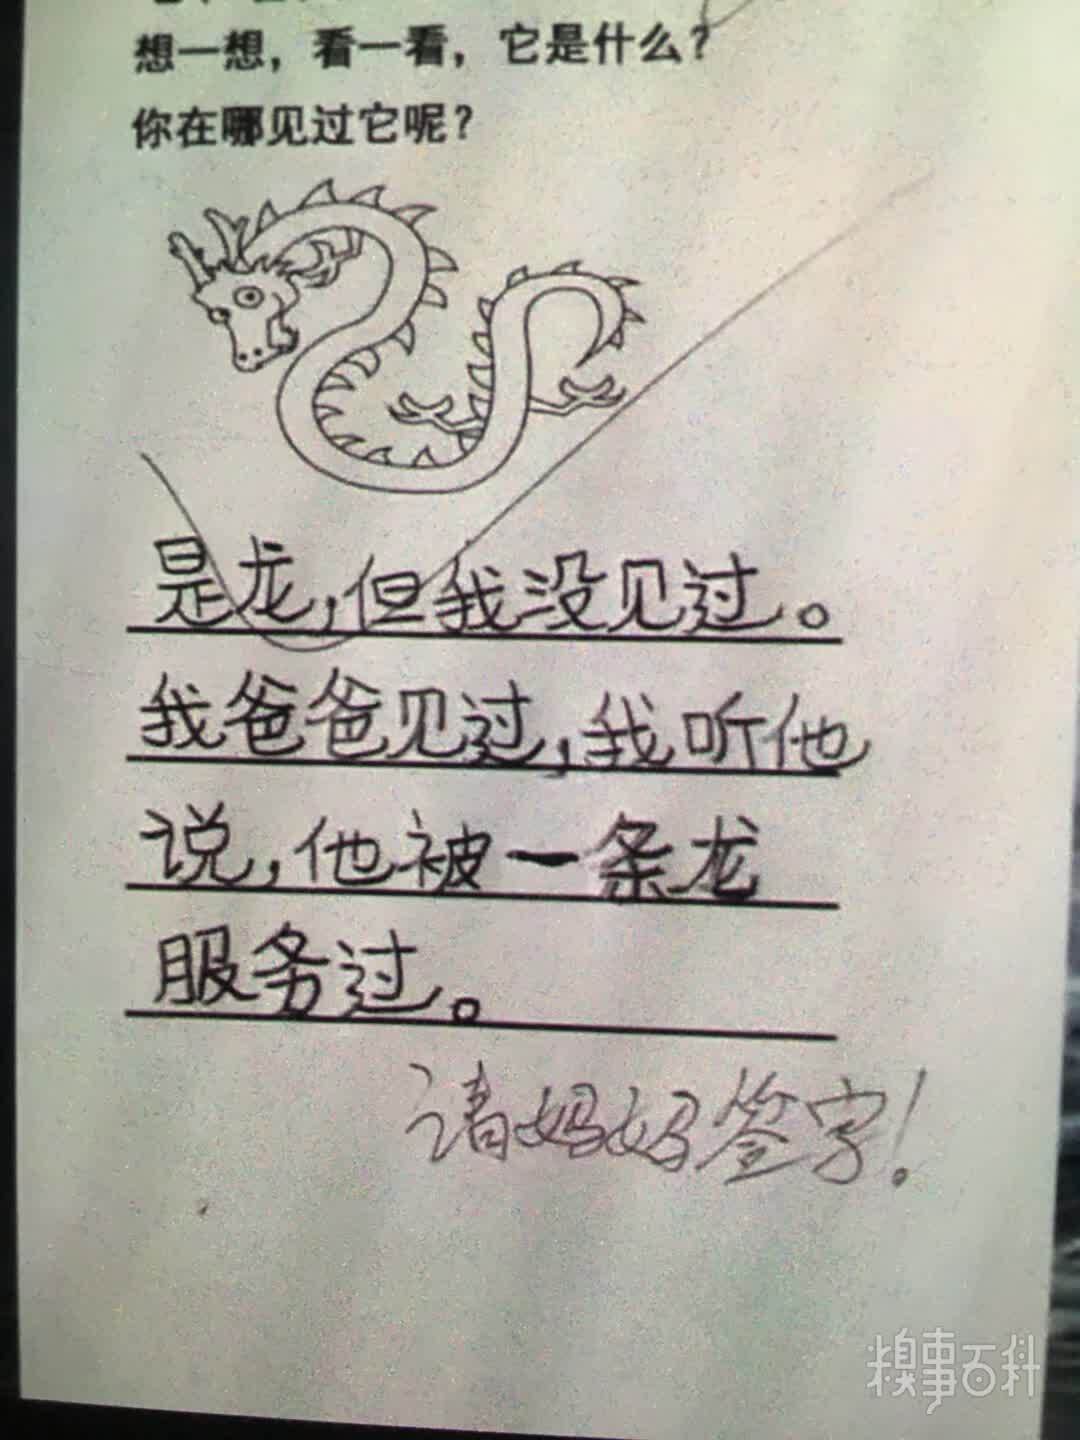 想一想，看一看，它是什么？
你在哪见过它呢？
是龙，但我没见过。
我爸爸见过，我听他
说，他被一条龙
服务过。
请妈妈签字！
糗事百科